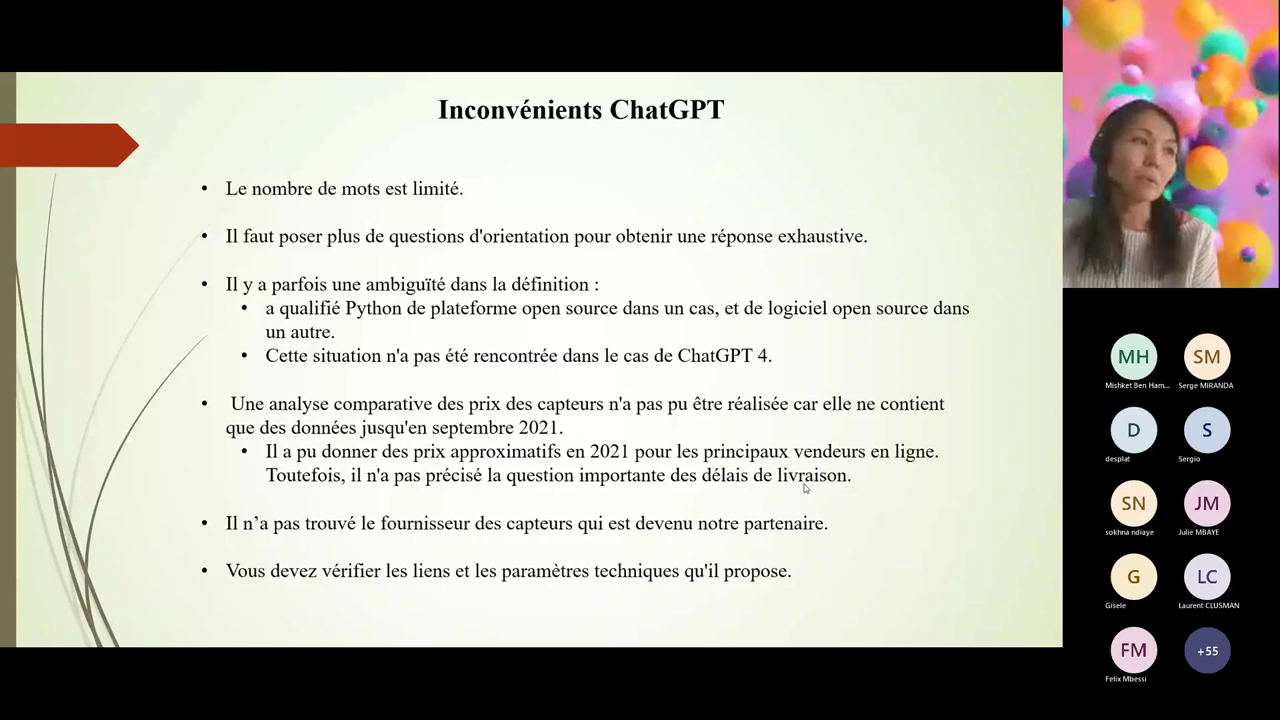 Inconvénients ChatGPT
• Le nombre de mots est limité.
• Il faut poser plus de questions d'orientation pour obtenir une réponse exhaustive.
• Il y a parfois une ambiguïté dans la définition :
• a qualifié Python de plateforme open source dans un cas, et de logiciel open source dans
un autre.
• Cette situation n'a pas été rencontrée dans le cas de ChatGPT 4.
• Une analyse comparative des prix des capteurs n'a pas pu être réalisée car elle ne contient
que des données jusqu'en septembre 2021.
• Il a pu donner des prix approximatifs en 2021 pour les principaux vendeurs en ligne.
Toutefois, il n'a pas précisé la question importante des délais de livraison.
• Il n’a pas trouvé le fournisseur des capteurs qui est devenu notre partenaire.
• Vous devez vérifier les liens et les paramètres techniques qu'il propose.
MH
SM
Mishket Ben Ham...
Serge MIRANDA
D
S
desplat
Sergio
SN
JM
sokhna ndiaye
Julie MBAYE
G
LC
Gisele
Laurent CLUSMAN
FM
+55
Felix Mbessi